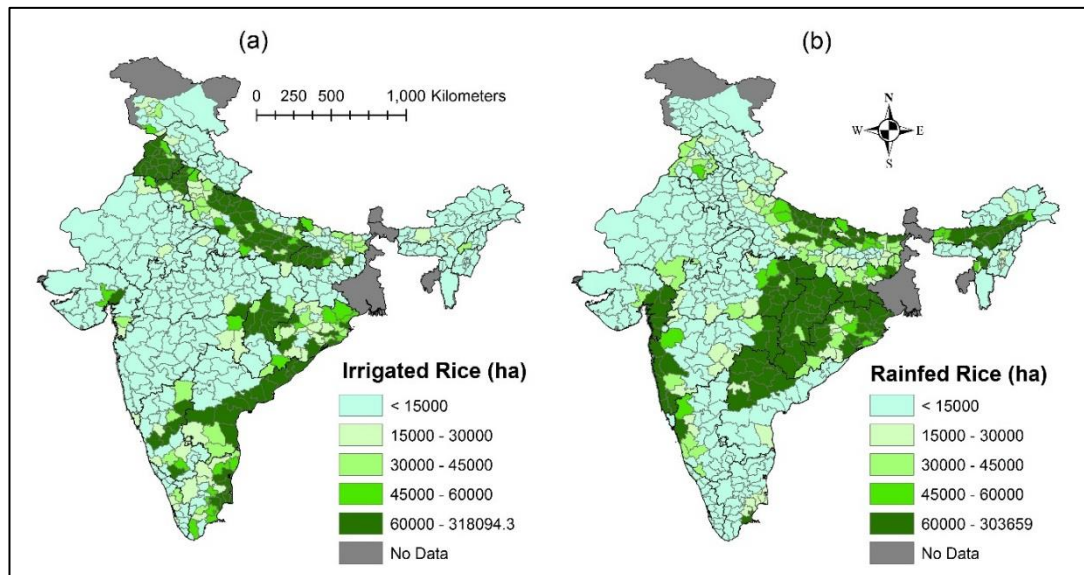 (a)
0 250 500 1,000 Kilometers
Irrigated Rice (ha)
< 15000
15000 - 30000
30000 - 45000
45000 - 60000
60000 - 318094.3
No Data
(b)
N
W E
S
Rainfed Rice (ha)
< 15000
15000 - 30000
30000 - 45000
45000 - 60000
60000 - 303659
No Data